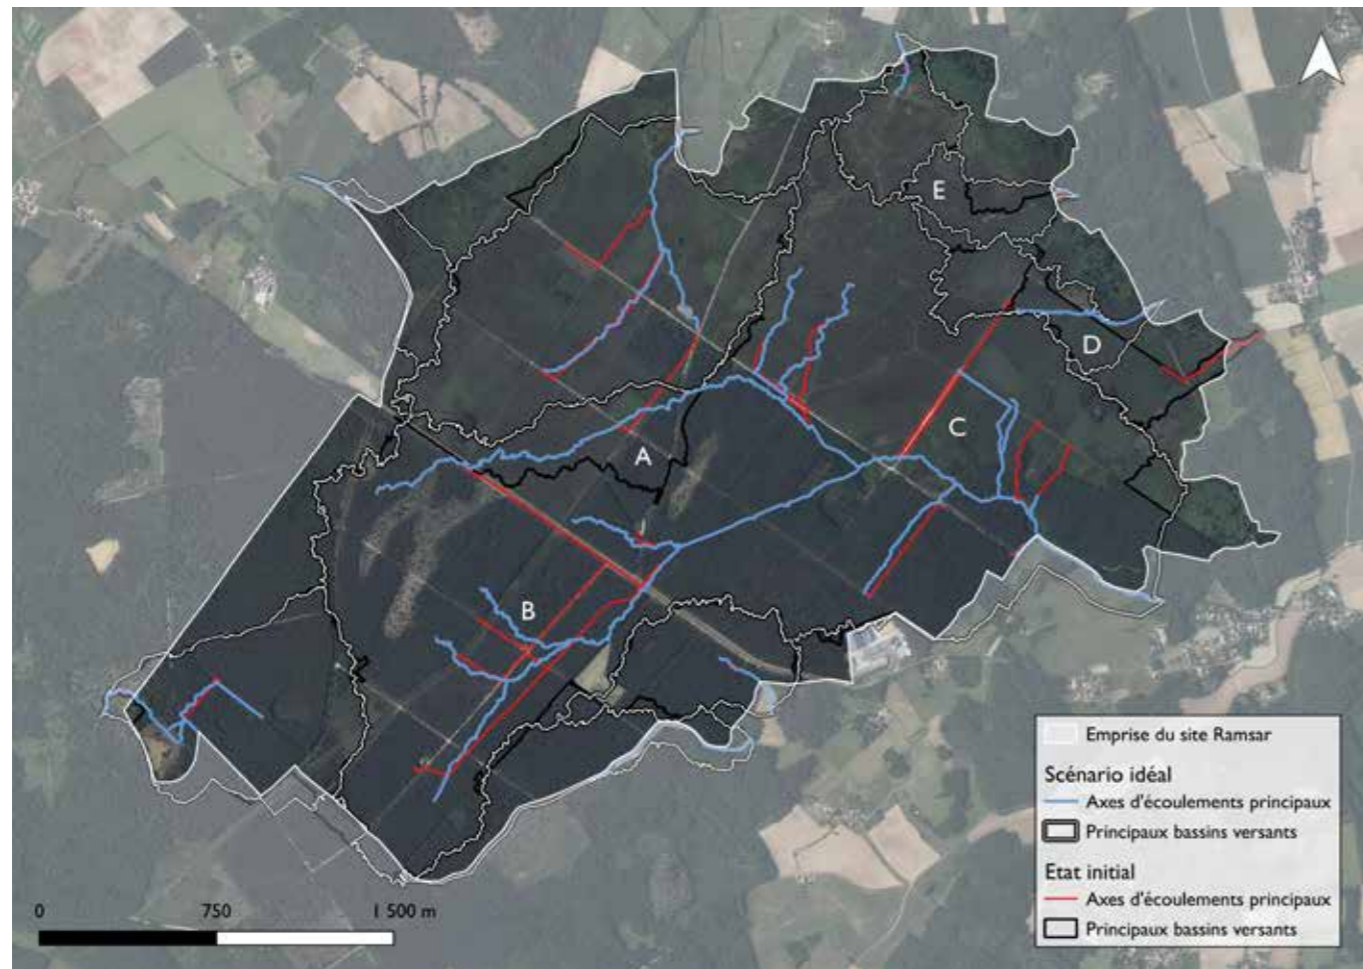 E
D
C
A
B
Emprise du site Ramsar
Scénario idéal
Axes d'écoulements principaux
Principaux bassins versants
Etat initial
Axes d'écoulements principaux
Principaux bassins versants
0 750 1 500 m